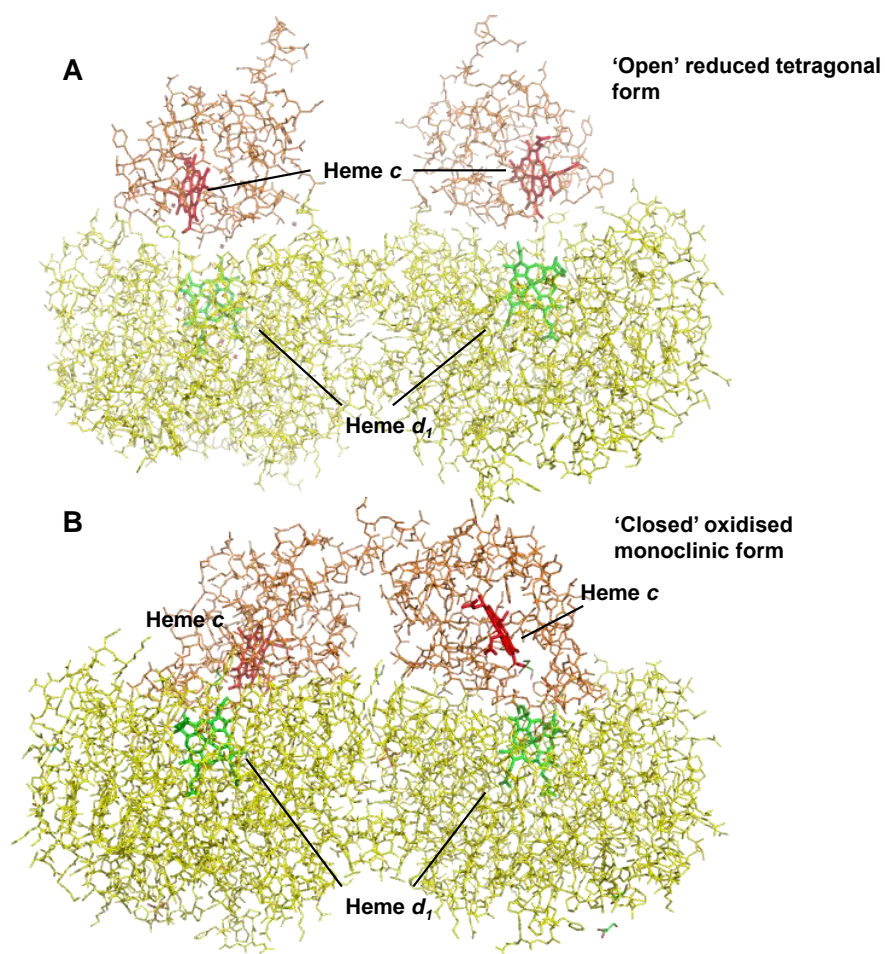 A
'Open' reduced tetragonal
form
Heme c
Heme d1
B
'Closed' oxidised
monoclinic form
Heme c
Heme c
Heme d1